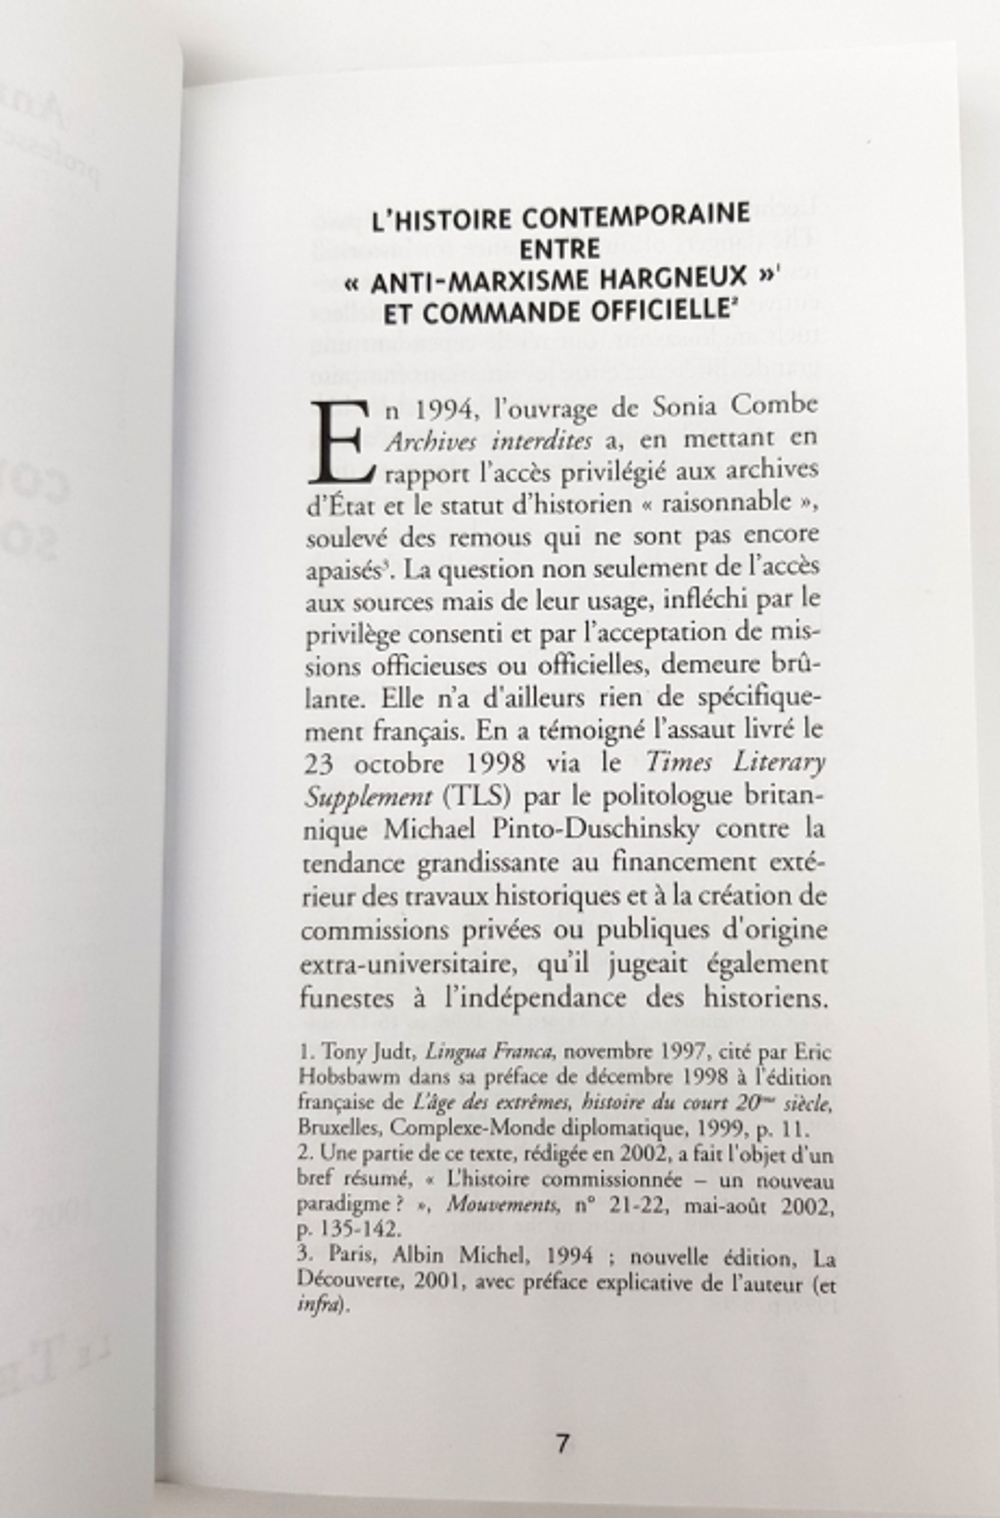 L'HISTOIRE CONTEMPORAINE
ENTRE
« ANTI-MARXISME HARGNEUX »¹
ET COMMANDE OFFICIELLE²
En 1994, l'ouvrage de Sonia Combe
Archives interdites a, en mettant en
rapport l'accès privilégié aux archives
d'État et le statut d'historien « raisonnable »,
soulevé des remous qui ne sont pas encore
apaisés³. La question non seulement de l'accès
aux sources mais de leur usage, infléchi par le
privilège consenti et par l'acceptation de mis-
sions officieuses ou officielles, demeure brû-
lante. Elle n'a d'ailleurs rien de spécifique-
ment français. En a témoigné l'assaut livré le
23 octobre 1998 via le Times Literary
Supplement (TLS) par le politologue britan-
nique Michael Pinto-Duschinsky contre la
tendance grandissante au financement exté-
rieur des travaux historiques et à la création de
commissions privées ou publiques d'origine
extra-universitaire, qu'il jugeait également
funestes à l'indépendance des historiens.
1. Tony Judt, Lingua Franca, novembre 1997, cité par Eric
Hobsbawm dans sa préface de décembre 1998 à l'édition
française de L'âge des extrêmes, histoire du court 20ème siècle,
Bruxelles, Complexe-Monde diplomatique, 1999, p. 11.
2. Une partie de ce texte, rédigée en 2002, a fait l'objet d'un
bref résumé, « L'histoire commissionnée – un nouveau
paradigme ? », Mouvements, n° 21-22, mai-août 2002,
p. 135-142.
3. Paris, Albin Michel, 1994 ; nouvelle édition, La
Découverte, 2001, avec préface explicative de l'auteur (et
infra).
7